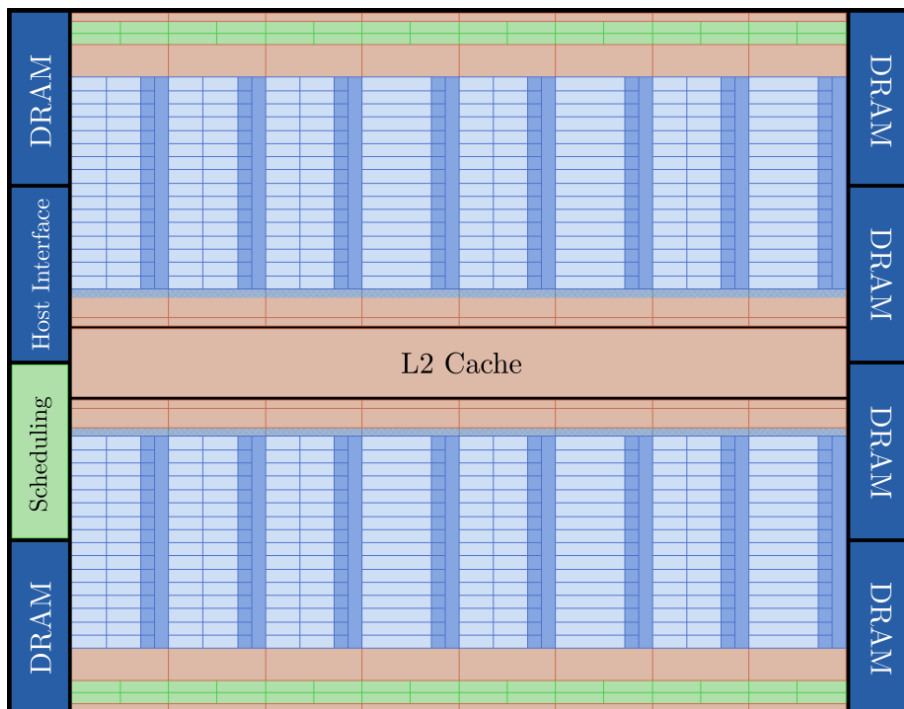 DRAM
Host Interface
Scheduling
DRAM
L2 Cache
DRAM
DRAM
DRAM
DRAM